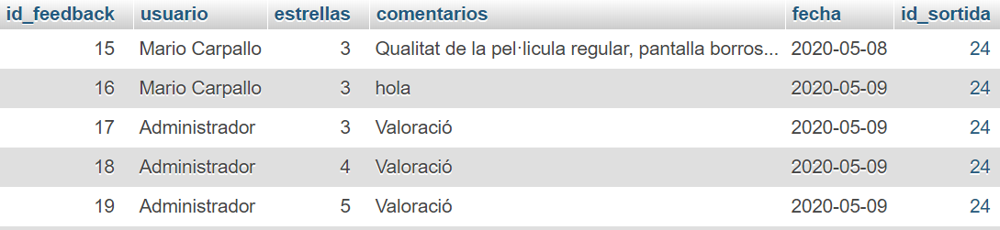 id_feedback usuario estrellas comentarios fecha id_sortida
15 Mario Carpallo 3 Qualitat de la pel·licula regular, pantalla borros... 2020-05-08 24
16 Mario Carpallo 3 hola 2020-05-09 24
17 Administrador 3 Valoració 2020-05-09 24
18 Administrador 4 Valoració 2020-05-09 24
19 Administrador 5 Valoració 2020-05-09 24